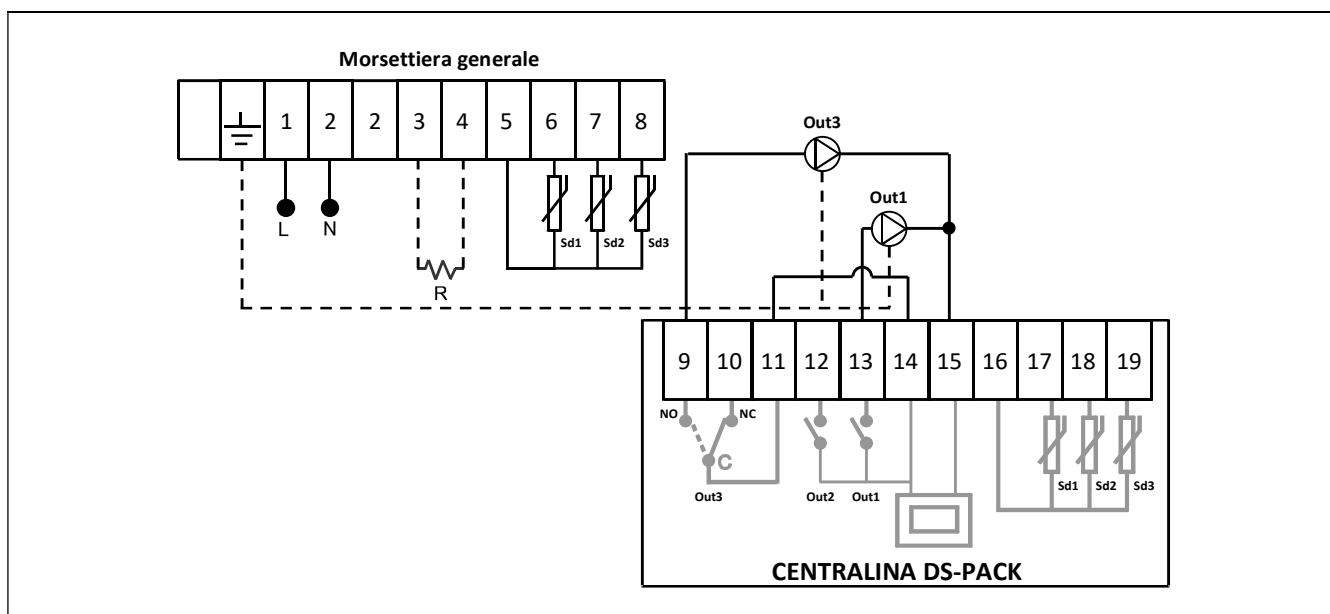 Morsettiera generale
1 2 2 3 4 5 6 7 8
Out3
Out1
L N
Sd1 Sd2 Sd3
R
9 10 11 12 13 14 15 16 17 18 19
NO NC
C
Out3 Out2 Out1
Sd1 Sd2 Sd3
CENTRALINA DS-PACK